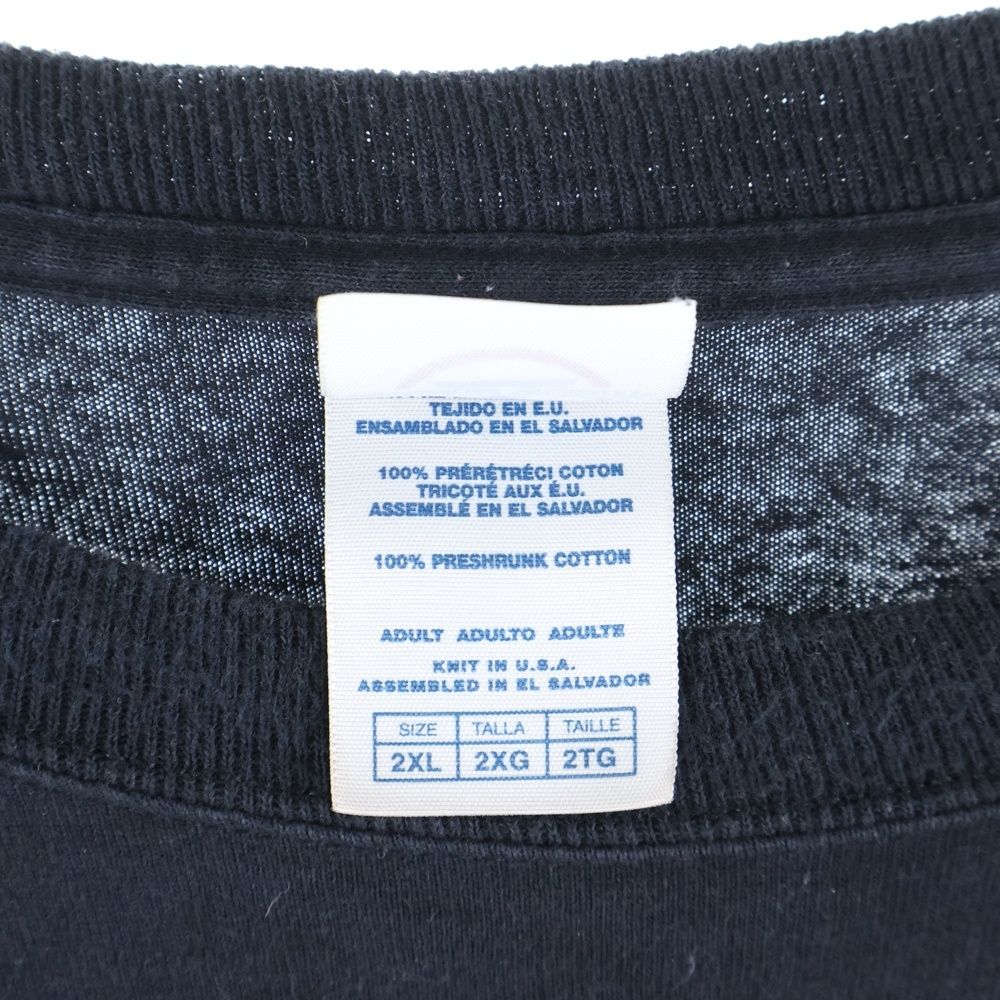 TEJIDO EN E.U.
ENSAMBLADO EN EL SALVADOR
100% PRÉRÉTRÉCI COTON
TRICOTÉ AUX É.U.
ASSEMBLÉ EN EL SALVADOR
100% PRESHRUNK COTTON
ADULT ADULTO ADULTE
KNIT IN U.S.A.
ASSEMBLED IN EL SALVADOR
SIZE TALLA TAILLE
2XL 2XG 2TG